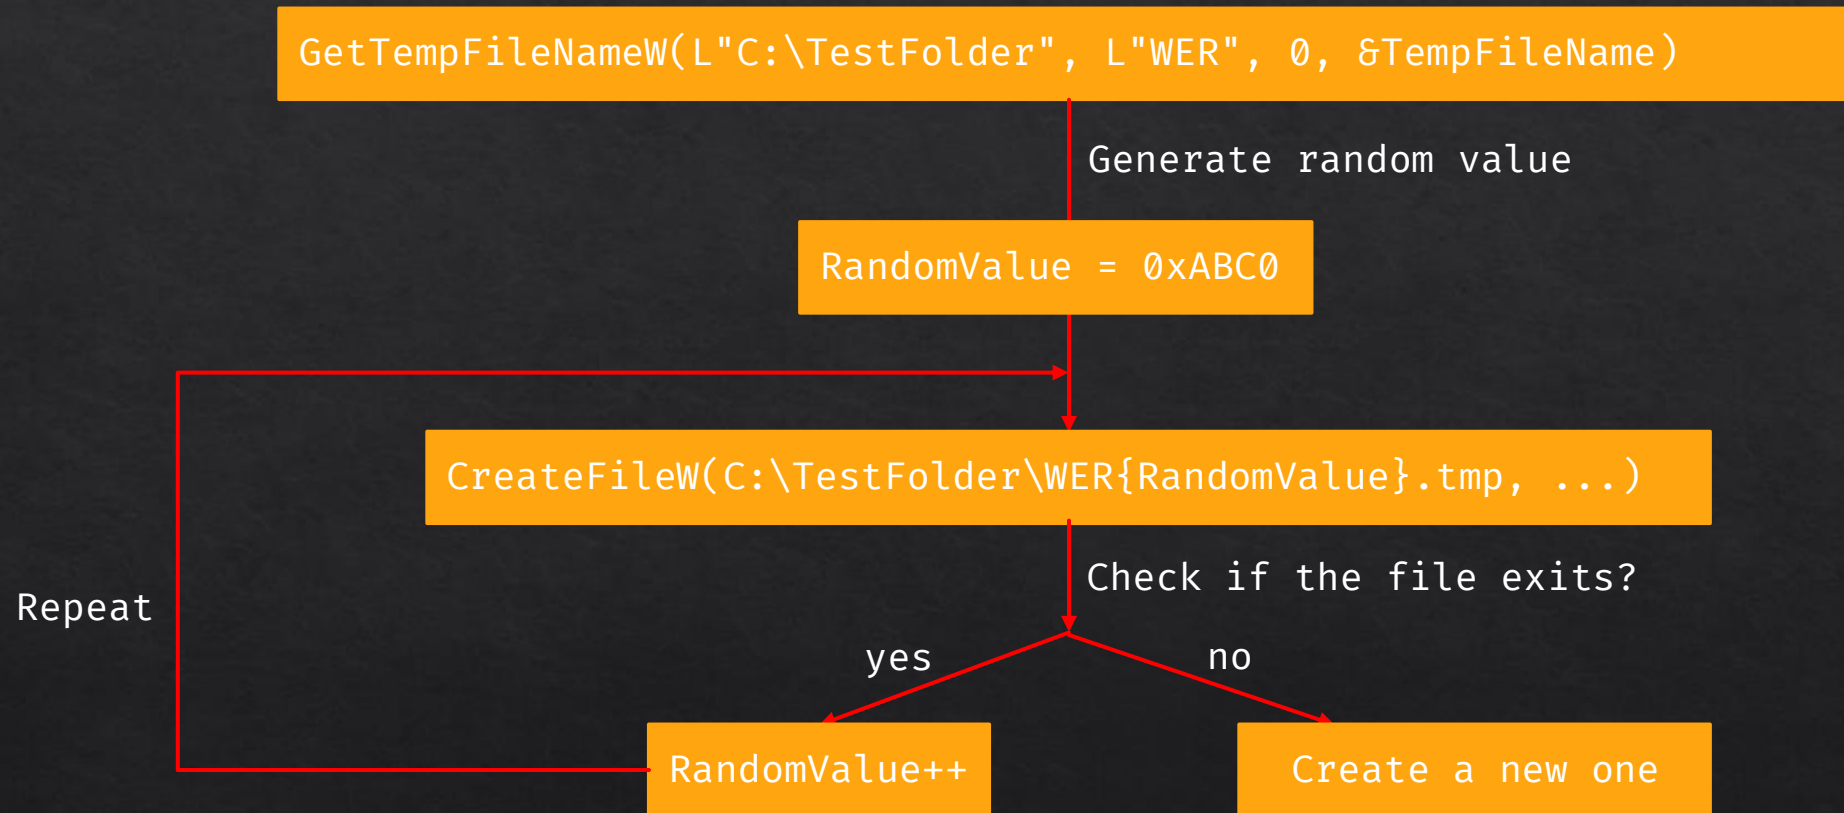 GetTempFileNameW(L"C:\TestFolder", L"WER", 0, &TempFileName)
Generate random value
RandomValue = 0xABC0
CreateFileW(C:\TestFolder\WER{RandomValue}.tmp, ...)
Check if the file exits?
Repeat
yes
no
RandomValue++
Create a new one